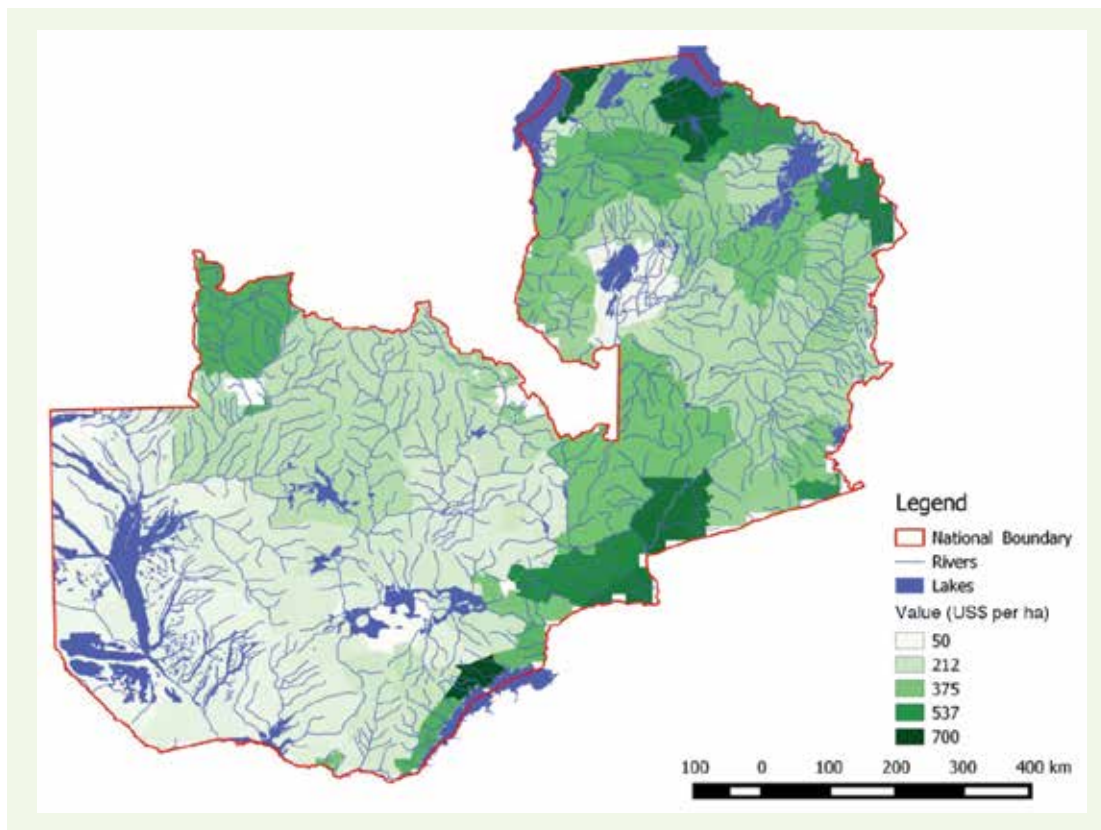 Legend
National Boundary
Rivers
Lakes
Value (US$ per ha)
50
212
375
537
700
100 0 100 200 300 400 km